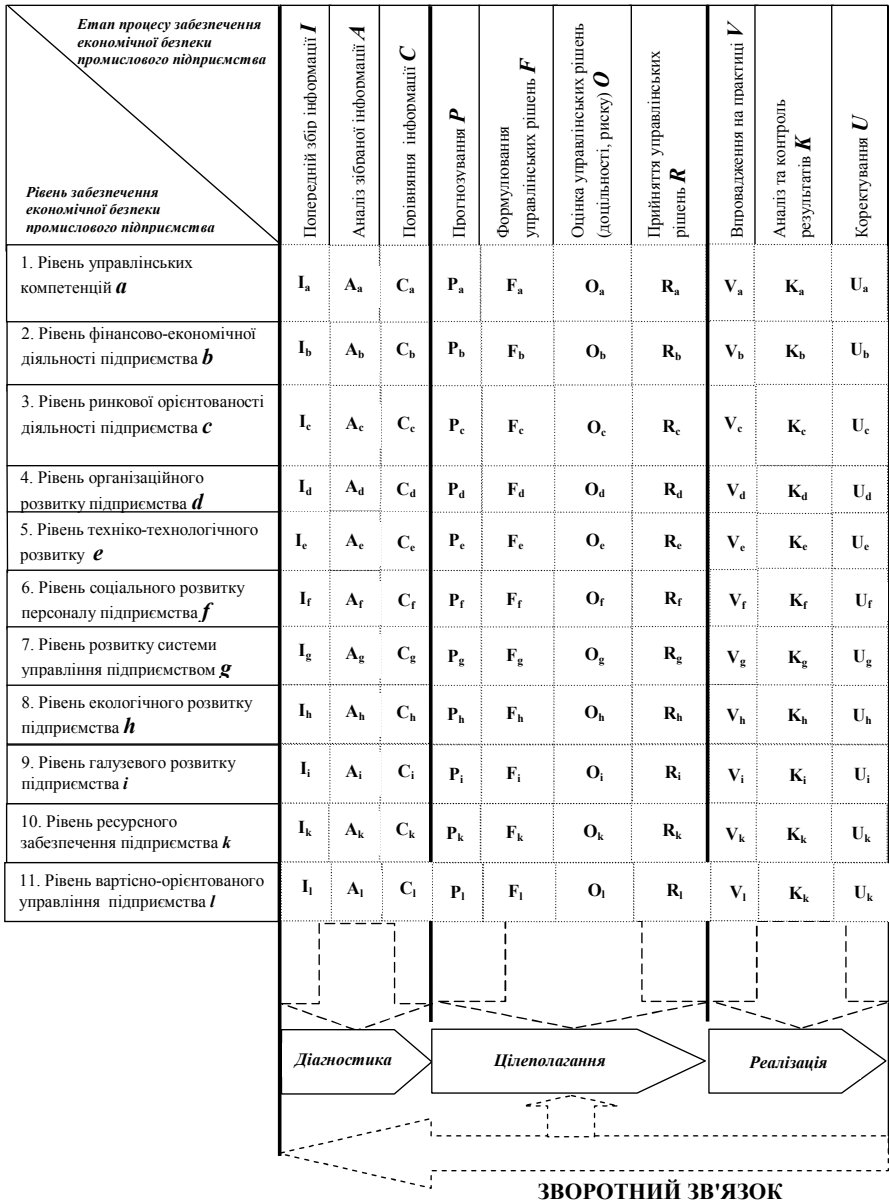 Етап процесу забезпечення
економічної безпеки
промислового підприємства
Рівень забезпечення
економічної безпеки
промислового підприємства
Попередній збір інформації I
Аналіз зібраної інформації A
Порівняння інформації C
Прогнозування P
Формулювання
управлінських рішень F
Оцінка управлінських рішень
(доцільності, риску) O
Прийняття управлінських
рішень R
Впровадження на практиці V
Аналіз та контроль
результатів K
Коректування U
1. Рівень управлінських
компетенцій a
Ia Aa Ca Pa Fa Oa Ra Va Ka Ua
2. Рівень фінансово-економічної
діяльності підприємства b
Ib Ab Cb Pb Fb Ob Rb Vb Kb Ub
3. Рівень ринкової орієнтованості
діяльності підприємства c
Ic Ac Cc Pc Fc Oc Rc Vc Kc Uc
4. Рівень організаційного
розвитку підприємства d
Id Ad Cd Pd Fd Od Rd Vd Kd Ud
5. Рівень техніко-технологічного
розвитку e
Ie Ae Ce Pe Fe Oe Re Ve Ke Ue
6. Рівень соціального розвитку
персоналу підприємства f
If Af Cf Pf Ff Of Rf Vf Kf Uf
7. Рівень розвитку системи
управління підприємством g
Ig Ag Cg Pg Fg Og Rg Vg Kg Ug
8. Рівень екологічного розвитку
підприємства h
Ih Ah Ch Ph Fh Oh Rh Vh Kh Uh
9. Рівень галузевого розвитку
підприємства i
Ii Ai Ci Pi Fi Oi Ri Vi Ki Ui
10. Рівень ресурсного
забезпечення підприємства k
Ik Ak Ck Pk Fk Ok Rk Vk Kk Uk
11. Рівень вартісно-орієнтованого
управління підприємства l
Il Al Cl Pl Fl Ol Rl Vl Kk Uk
Діагностика
Цілеполагання
Реалізація
ЗВОРОТНИЙ ЗВ'ЯЗОК